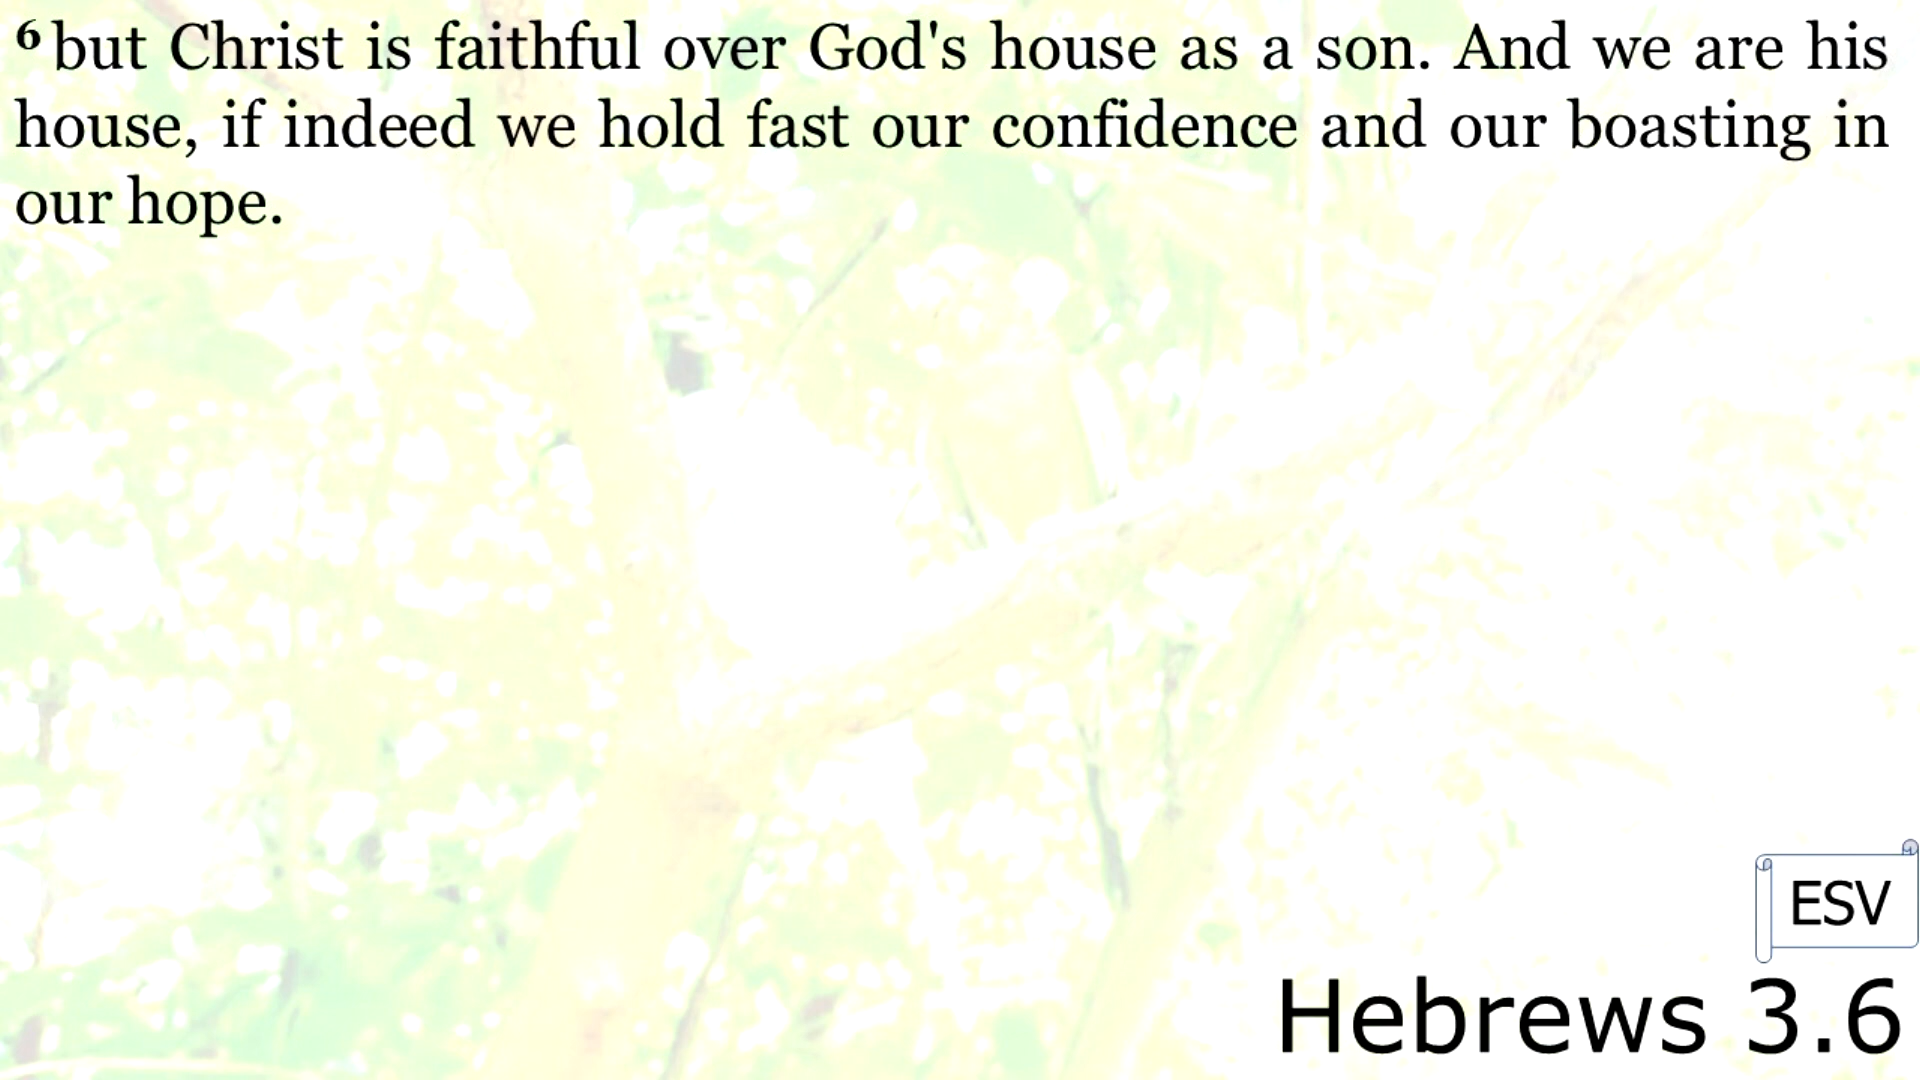 6 but Christ is faithful over God's house as a son. And we are his
house, if indeed we hold fast our confidence and our boasting in
our hope.
ESV
Hebrews 3.6